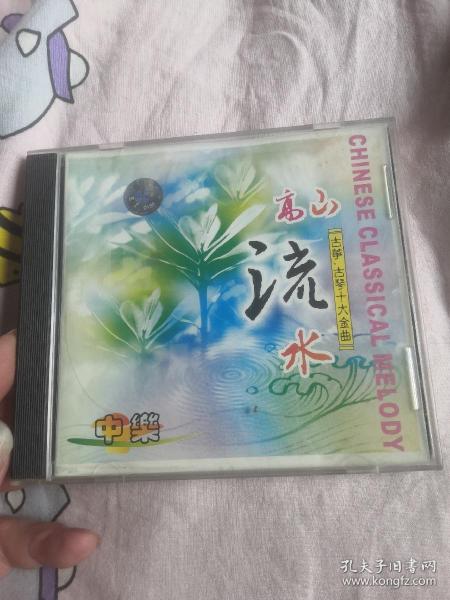 高山
流
水
【古筝·古琴十大金曲】
CHINESE CLASSICAL MELODY
中樂
孔夫子旧书网
www.kongfz.com